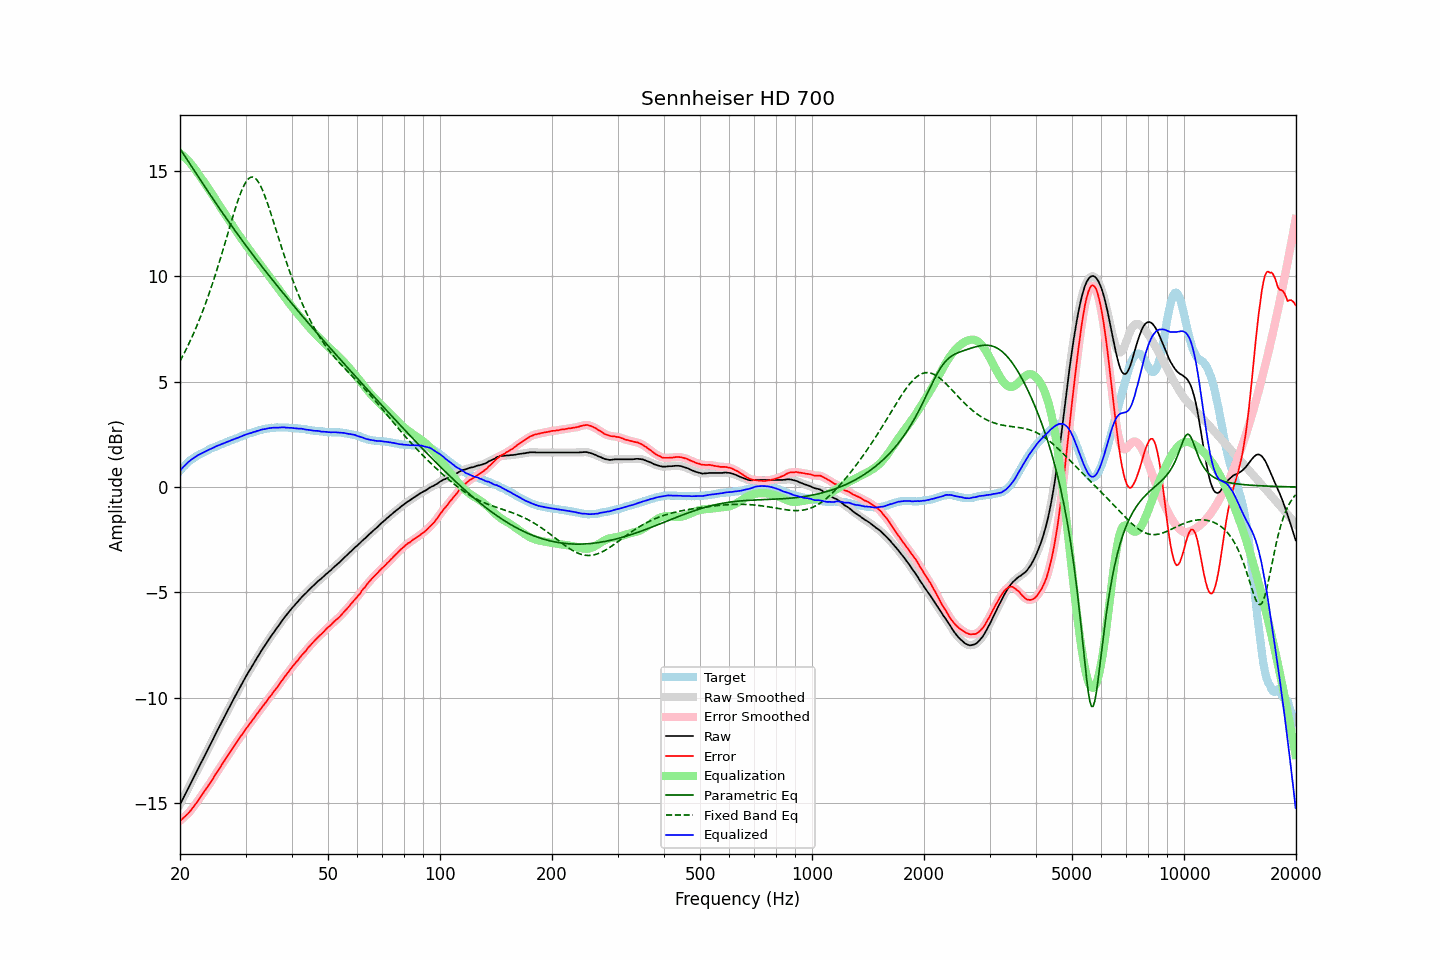 Sennheiser HD 700
Amplitude (dBr)
15
10
5
0
−5
−10
−15
Target
Raw Smoothed
Error Smoothed
Raw
Error
Equalization
Parametric Eq
Fixed Band Eq
Equalized
20 50 100 200 500 1000 2000 5000 10000 20000
Frequency (Hz)